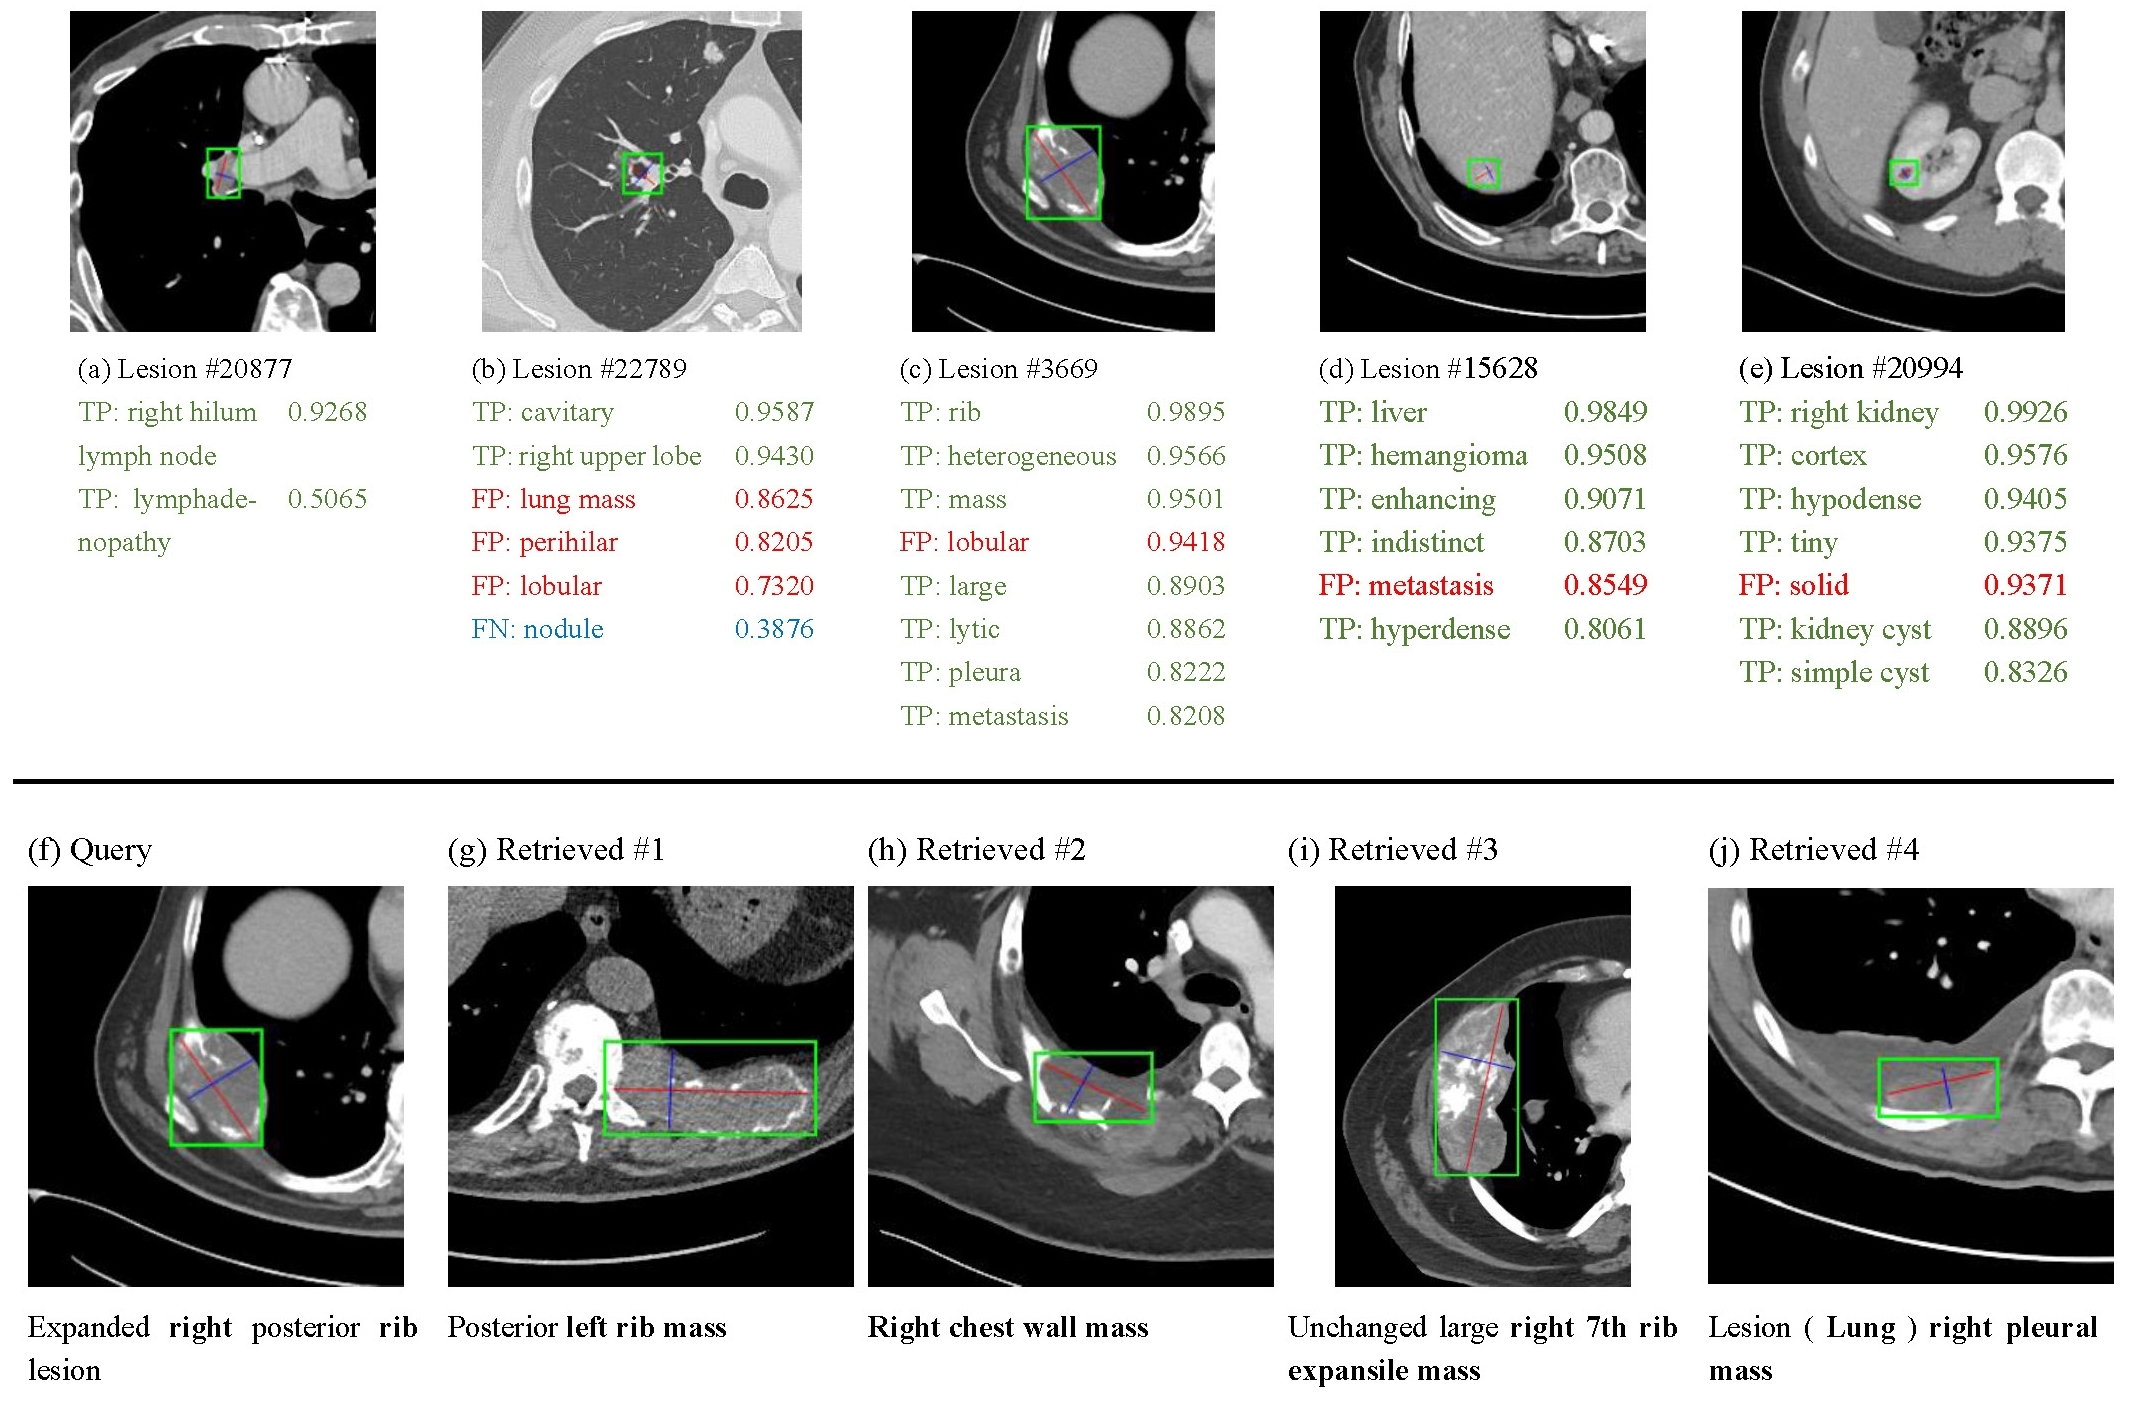 (a) Lesion #20877
TP: right hilum 0.9268
lymph node
TP: lymphade- 0.5065
nopathy
(b) Lesion #22789
TP: cavitary 0.9587
TP: right upper lobe 0.9430
FP: lung mass 0.8625
FP: perihilar 0.8205
FP: lobular 0.7320
FN: nodule 0.3876
(c) Lesion #3669
TP: rib 0.9895
TP: heterogeneous 0.9566
TP: mass 0.9501
FP: lobular 0.9418
TP: large 0.8903
TP: lytic 0.8862
TP: pleura 0.8222
TP: metastasis 0.8208
(d) Lesion #15628
TP: liver 0.9849
TP: hemangioma 0.9508
TP: enhancing 0.9071
TP: indistinct 0.8703
FP: metastasis 0.8549
TP: hyperdense 0.8061
(e) Lesion #20994
TP: right kidney 0.9926
TP: cortex 0.9576
TP: hypodense 0.9405
TP: tiny 0.9375
FP: solid 0.9371
TP: kidney cyst 0.8896
TP: simple cyst 0.8326
(f) Query
Expanded right posterior rib
lesion
(g) Retrieved #1
Posterior left rib mass
(h) Retrieved #2
Right chest wall mass
(i) Retrieved #3
Unchanged large right 7th rib
expansile mass
(j) Retrieved #4
Lesion ( Lung ) right pleural
mass